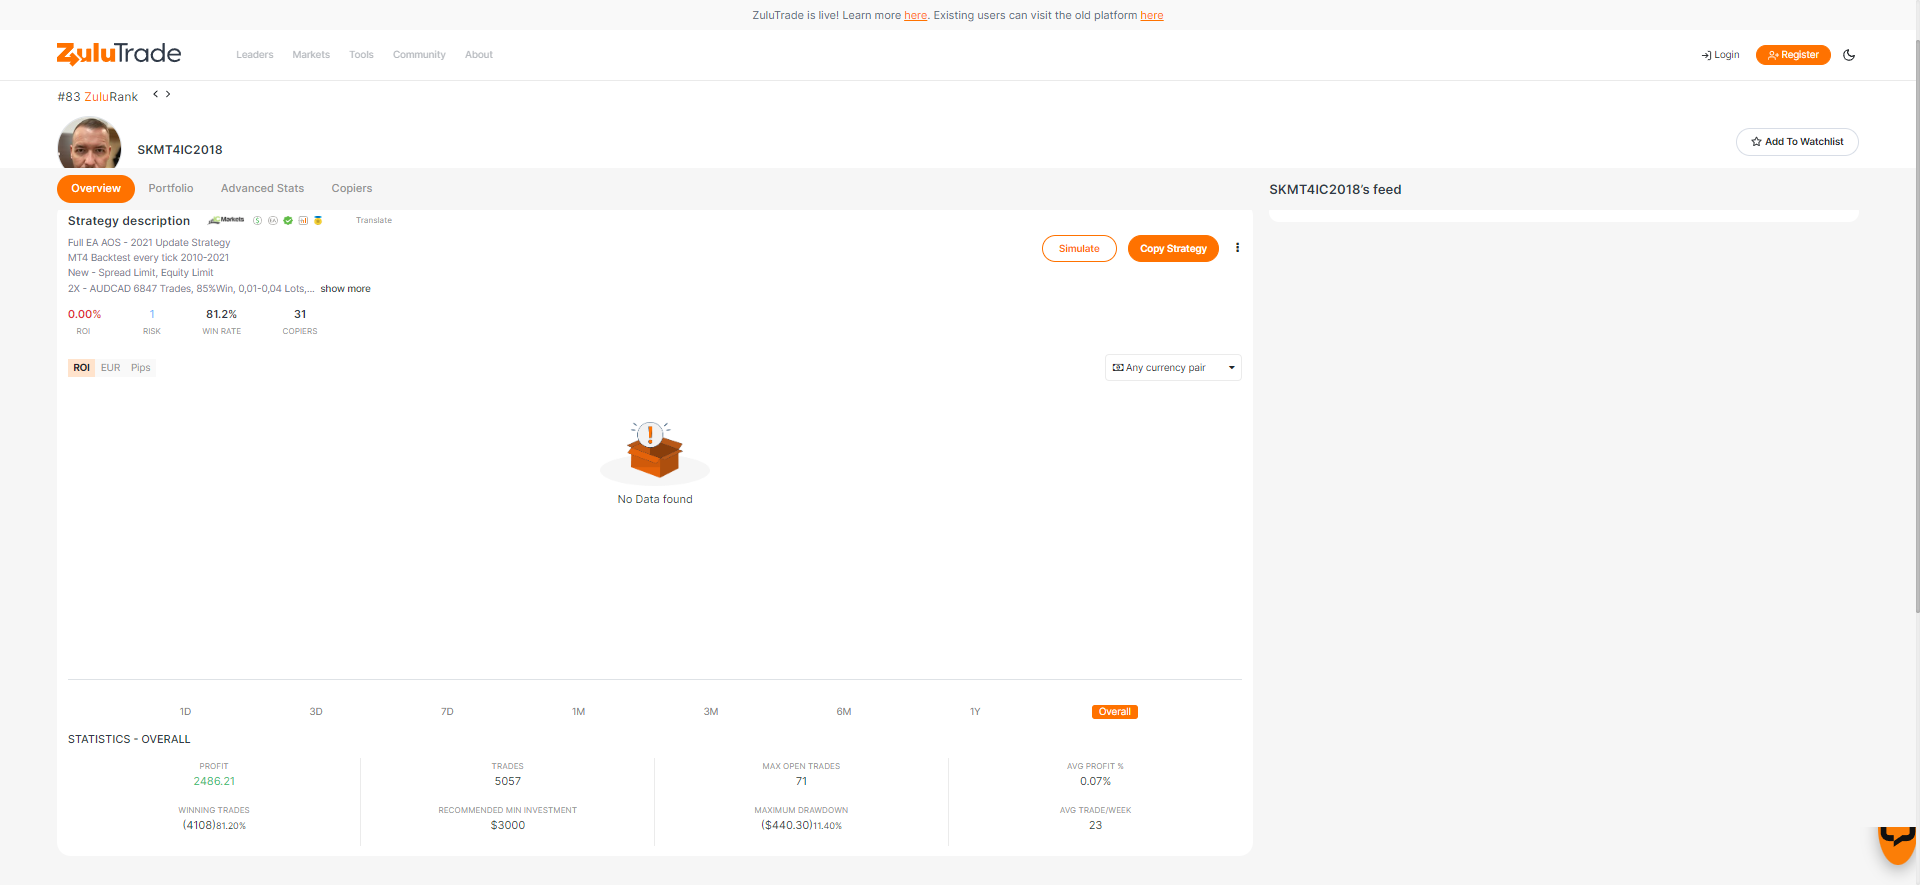 ZuluTrade is live! Learn more here. Existing users can visit the old platform here
ZuluTrade
Leaders Markets Tools Community About
Login Register
#83 ZuluRank < >
SKMT4IC2018
Add To Watchlist
Overview Portfolio Advanced Stats Copiers
SKMT4IC2018's feed
Strategy description Markets Translate
Full EA AOS - 2021 Update Strategy
MT4 Backtest every tick 2010-2021
New - Spread Limit, Equity Limit
2X - AUDCAD 6847 Trades, 85%Win, 0,01-0,04 Lots,... show more
Simulate Copy Strategy
0.00% 1 81.2% 31
ROI RISK WIN RATE COPIERS
ROI EUR Pips
Any currency pair
No Data found
1D 3D 7D 1M 3M 6M 1Y Overall
STATISTICS - OVERALL
PROFIT TRADES MAX OPEN TRADES AVG PROFIT %
2486.21 5057 71 0.07%
WINNING TRADES RECOMMENDED MIN INVESTMENT MAXIMUM DRAWDOWN AVG TRADE/WEEK
(4108)81.20% $3000 ($440.30)11.40% 23